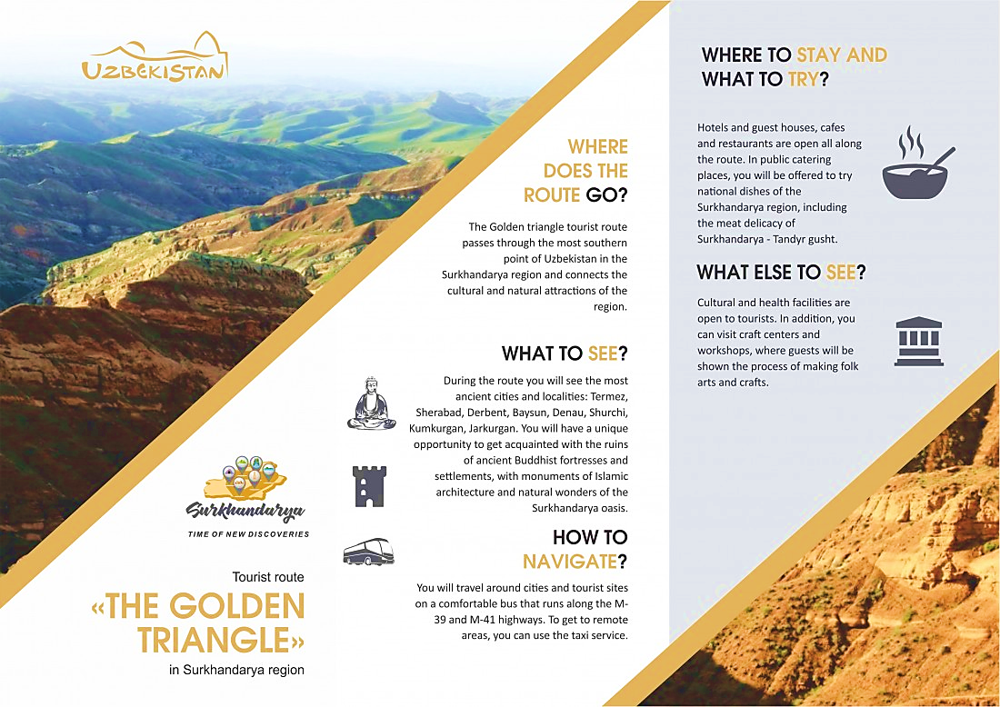 UZBEKISTAN
Surkhandarya
TIME OF NEW DISCOVERIES
Tourist route
«THE GOLDEN
TRIANGLE»
in Surkhandarya region
WHERE
DOES THE
ROUTE GO?
The Golden triangle tourist route
passes through the most southern
point of Uzbekistan in the
Surkhandarya region and connects the
cultural and natural attractions of the
region.
WHAT TO SEE?
During the route you will see the most
ancient cities and localities: Termez,
Sherabad, Derbent, Baysun, Denau, Shurchi,
Kumkurgan, Jarkurgan. You will have a unique
opportunity to get acquainted with the ruins
of ancient Buddhist fortresses and
settlements, with monuments of Islamic
architecture and natural wonders of the
Surkhandarya oasis.
HOW TO
NAVIGATE?
You will travel around cities and tourist sites
on a comfortable bus that runs along the M-
39 and M-41 highways. To get to remote
areas, you can use the taxi service.
WHERE TO STAY AND
WHAT TO TRY?
Hotels and guest houses, cafes
and restaurants are open all along
the route. In public catering
places, you will be offered to try
national dishes of the
Surkhandarya region, including
the meat delicacy of
Surkhandarya - Tandyr gusht.
WHAT ELSE TO SEE?
Cultural and health facilities are
open to tourists. In addition, you
can visit craft centers and
workshops, where guests will be
shown the process of making folk
arts and crafts.